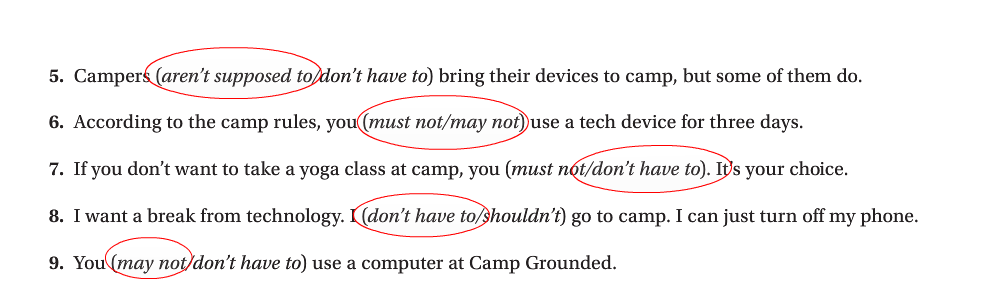 5. Campers (aren't supposed to/don't have to) bring their devices to camp, but some of them do.
6. According to the camp rules, you (must not/may not) use a tech device for three days.
7. If you don't want to take a yoga class at camp, you (must not/don't have to). It's your choice.
8. I want a break from technology. I (don't have to/shouldn't) go to camp. I can just turn off my phone.
9. You (may not/don't have to) use a computer at Camp Grounded.